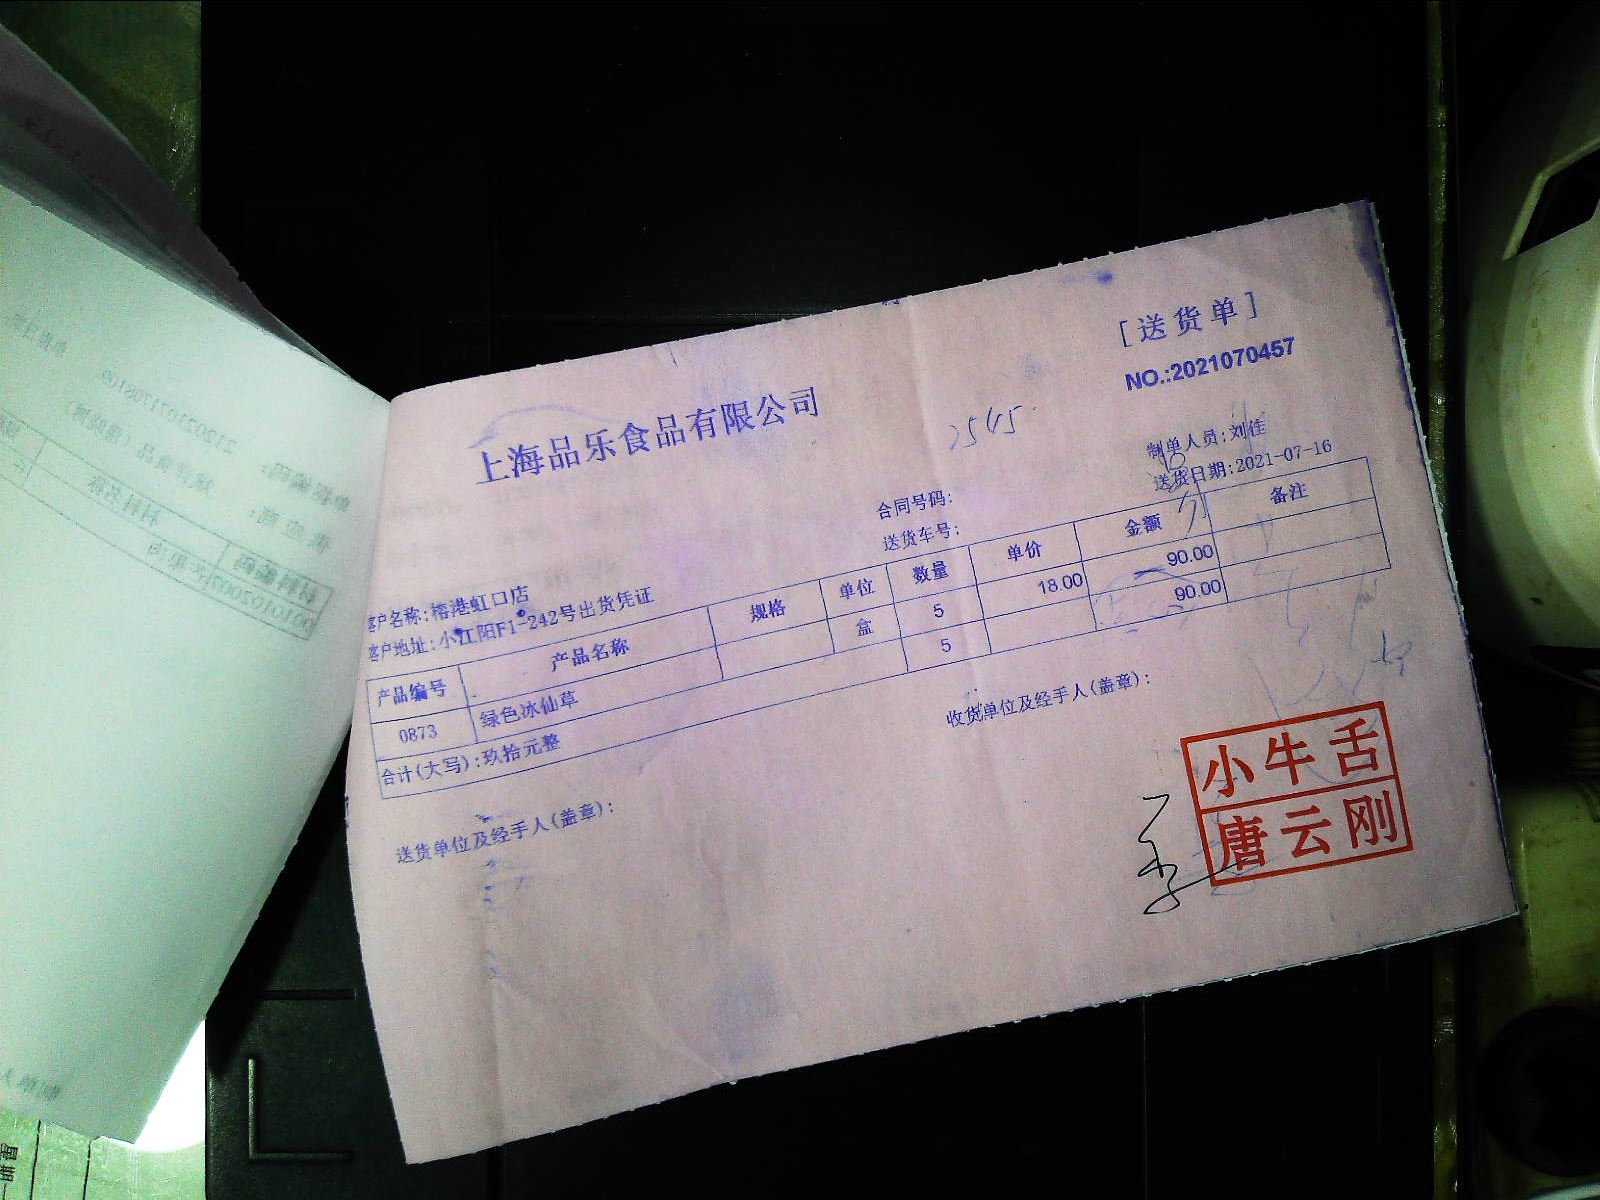 上海品乐食品有限公司
[送货单]
NO.:2021070457
2545
制单人员:刘佳
合同号码:
送货日期:2021-07-16
送货车号:
客户名称:榕港虹口店
客户地址:小江阳F1-242号出货凭证
产品编号 产品名称 规格 单位 数量 单价 金额 备注
0873 绿色冰仙草 盒 5 18.00 90.00
合计(大写):玖拾元整 5 90.00
送货单位及经手人(盖章):
收货单位及经手人(盖章):
小牛舌
唐云刚